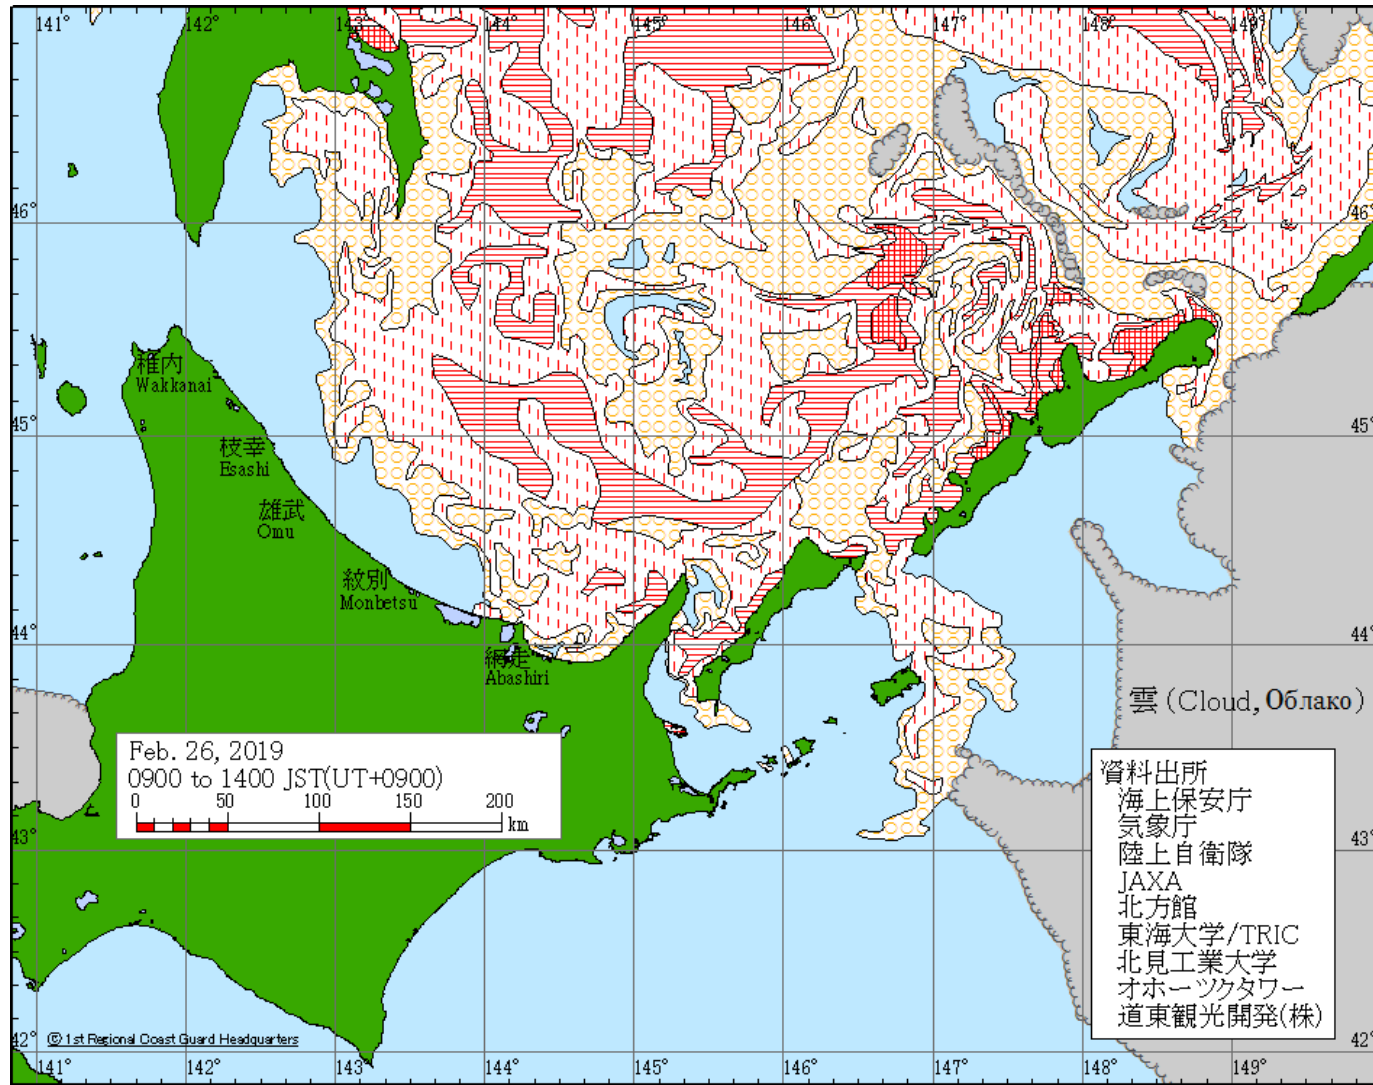 141° 142° 143° 144° 145° 146° 147° 148° 149°
46° 46°
稚内
Wakkanai
45° 45°
枝幸
Esashi
雄武
Omu
紋別
Monbetsu
44° 44°
網走
Abashiri
雲 (Cloud, Облако)
Feb. 26, 2019
0900 to 1400 JST(UT+0900)
0 50 100 150 200
km
43° 43°
資料出所
海上保安庁
気象庁
陸上自衛隊
JAXA
北方館
東海大学/TRIC
北見工業大学
オホーツクタワー
道東観光開発(株)
42° 42°
© 1st Regional Coast Guard Headquarters
141° 142° 143° 144° 145° 146° 147° 148° 149°